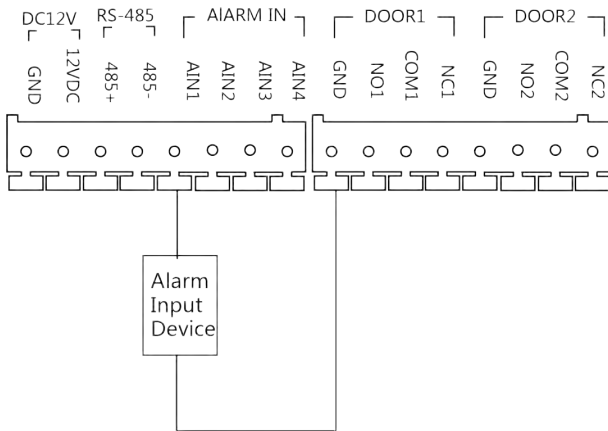 DC12V RS-485 AlARM IN DOOR1 DOOR2
GND 12VDC 485+ 485- AIN1 AIN2 AIN3 AIN4 GND NO1 COM1 NC1 GND NO2 COM2 NC2
Alarm
Input
Device